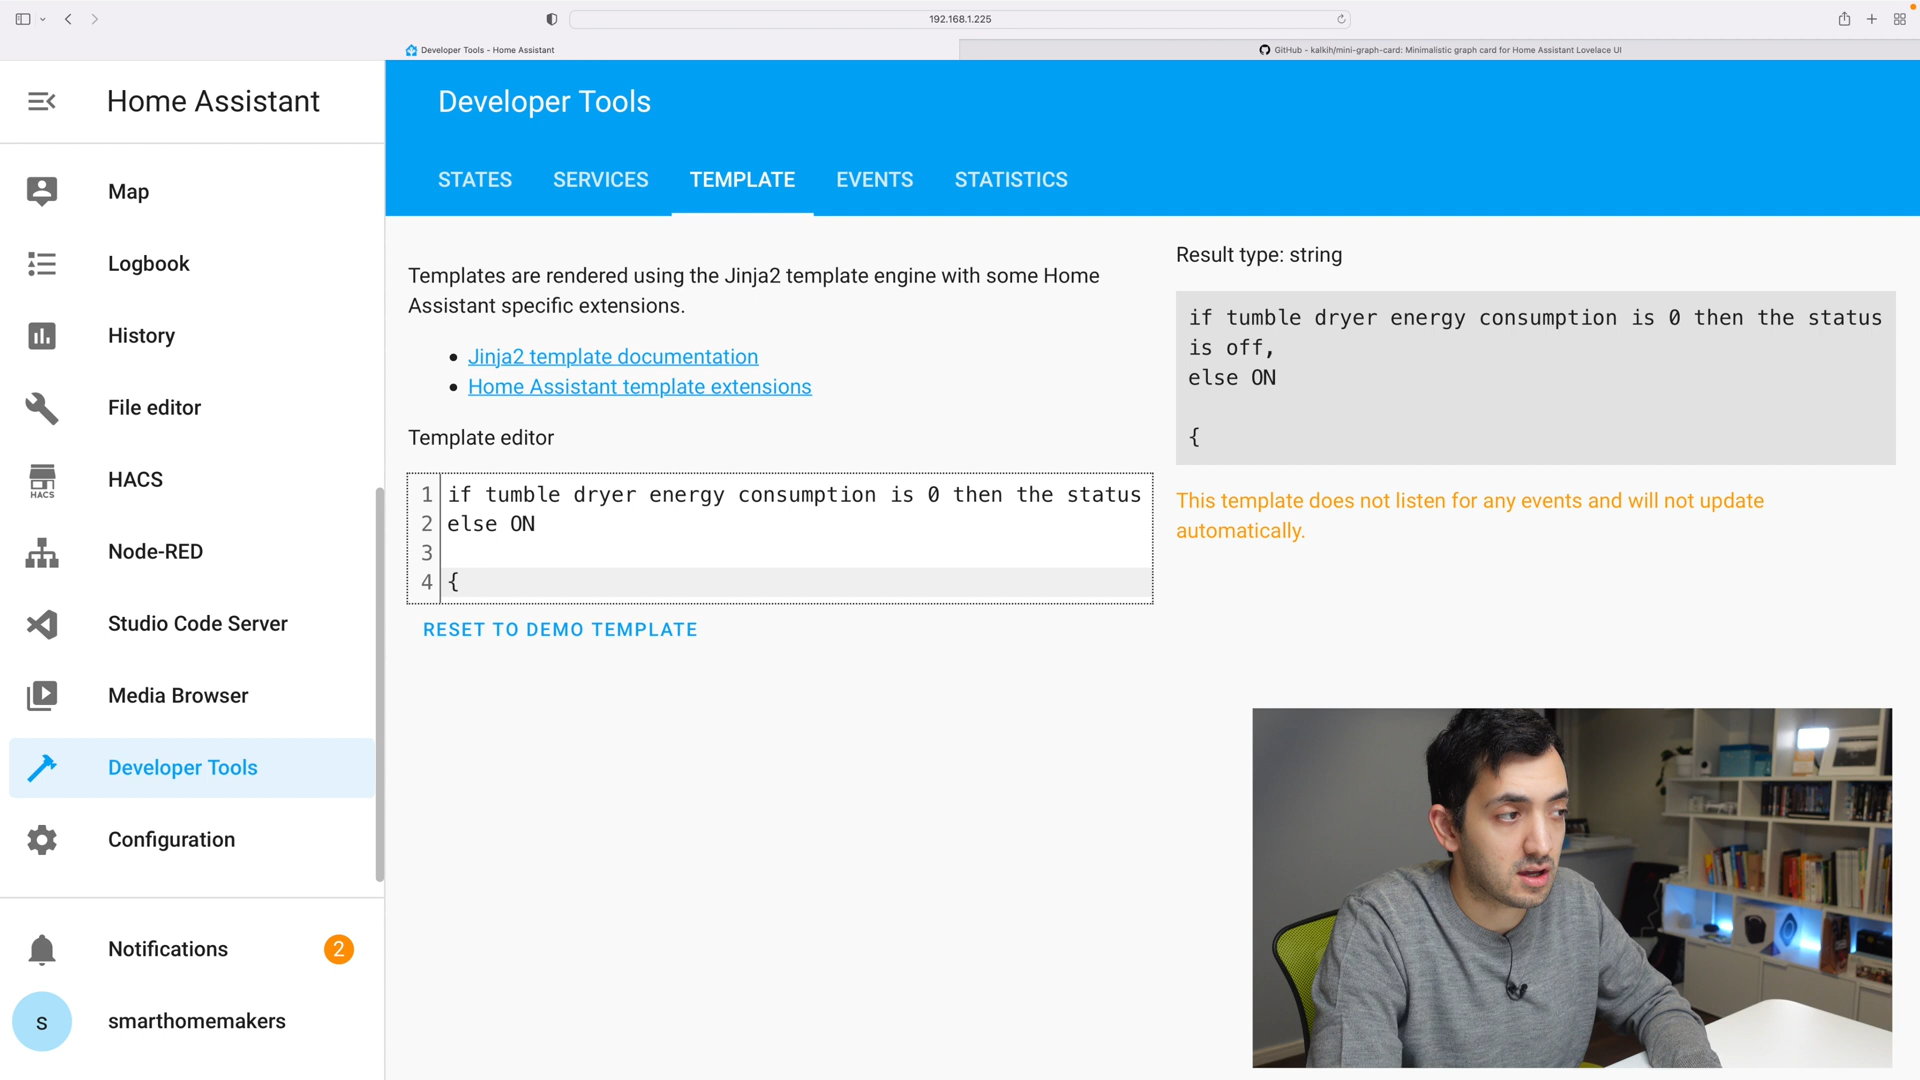 192.168.1.225
Developer Tools - Home Assistant
GitHub - kalkih/mini-graph-card: Minimalistic graph card for Home Assistant Lovelace UI
Home Assistant
Developer Tools
STATES
SERVICES
TEMPLATE
EVENTS
STATISTICS
Map
Logbook
History
File editor
HACS
HACS
Node-RED
Studio Code Server
Media Browser
Developer Tools
Configuration
Notifications
2
s
smarthomemakers
Templates are rendered using the Jinja2 template engine with some Home
Assistant specific extensions.
Jinja2 template documentation
Home Assistant template extensions
Template editor
1 if tumble dryer energy consumption is 0 then the status
2 else ON
3
4 {
RESET TO DEMO TEMPLATE
Result type: string
if tumble dryer energy consumption is 0 then the status
is off,
else ON
{
This template does not listen for any events and will not update
automatically.